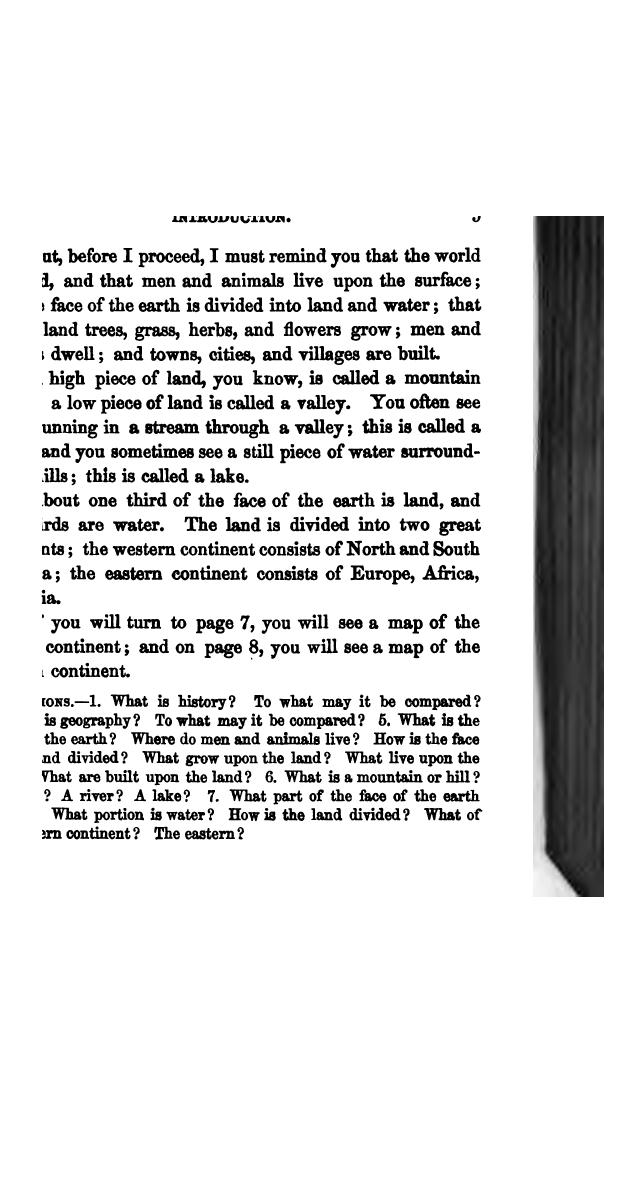 INTRODUCTION.
before I proceed, I must remind you that the world
and that men and animals live upon the surface;
face of the earth is divided into land and water; that
land trees, grass, herbs, and flowers grow; men and
dwell; and towns, cities, and villages are built.
high piece of land, you know, is called a mountain
a low piece of land is called a valley. You often see
unning in a stream through a valley; this is called a
and you sometimes see a still piece of water surround-
ills; this is called a lake.
bout one third of the face of the earth is land, and
rds are water. The land is divided into two great
nts; the western continent consists of North and South
a; the eastern continent consists of Europe, Africa,
ia.
you will turn to page 7, you will see a map of the
continent; and on page 8, you will see a map of the
continent.
IONS.—1. What is history? To what may it be compared?
is geography? To what may it be compared? 5. What is the
the earth? Where do men and animals live? How is the face
nd divided? What grow upon the land? What live upon the
What are built upon the land? 6. What is a mountain or hill?
? A river? A lake? 7. What part of the face of the earth
What portion is water? How is the land divided? What of
ern continent? The eastern?